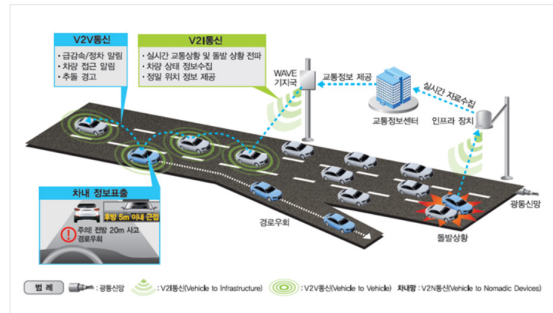 V2V통신
• 급감속/정차 알림
• 차량 접근 알림
• 추돌 경고
V2I통신
• 실시간 교통상황 및 돌발 상황 전파
• 차량 상태 정보수집
• 정밀 위치 정보 제공
WAVE
기지국
교통정보 제공
교통정보센터
실시간 자료수집
인프라 장치
차내 정보표출
후방 5m 이내 근접
주의! 전방 20m 사고
경로우회
경로우회
돌발상황
광통신망
범 례
:광통신망
: V2I통신(Vehicle to Infrastructure)
: V2V통신(Vehicle to Vehicle)
차내망 : V2N통신(Vehicle to Nomadic Devices)